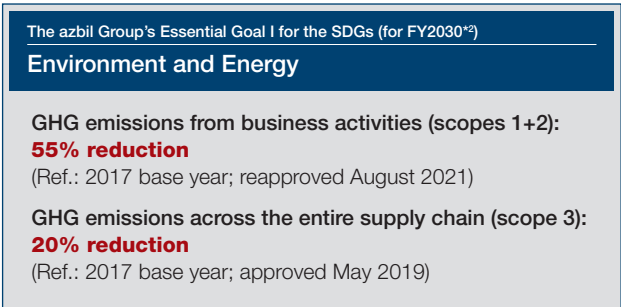 The azbil Group's Essential Goal I for the SDGs (for FY2030*2)
Environment and Energy
GHG emissions from business activities (scopes 1+2):
55% reduction
(Ref.: 2017 base year; reapproved August 2021)
GHG emissions across the entire supply chain (scope 3):
20% reduction
(Ref.: 2017 base year; approved May 2019)